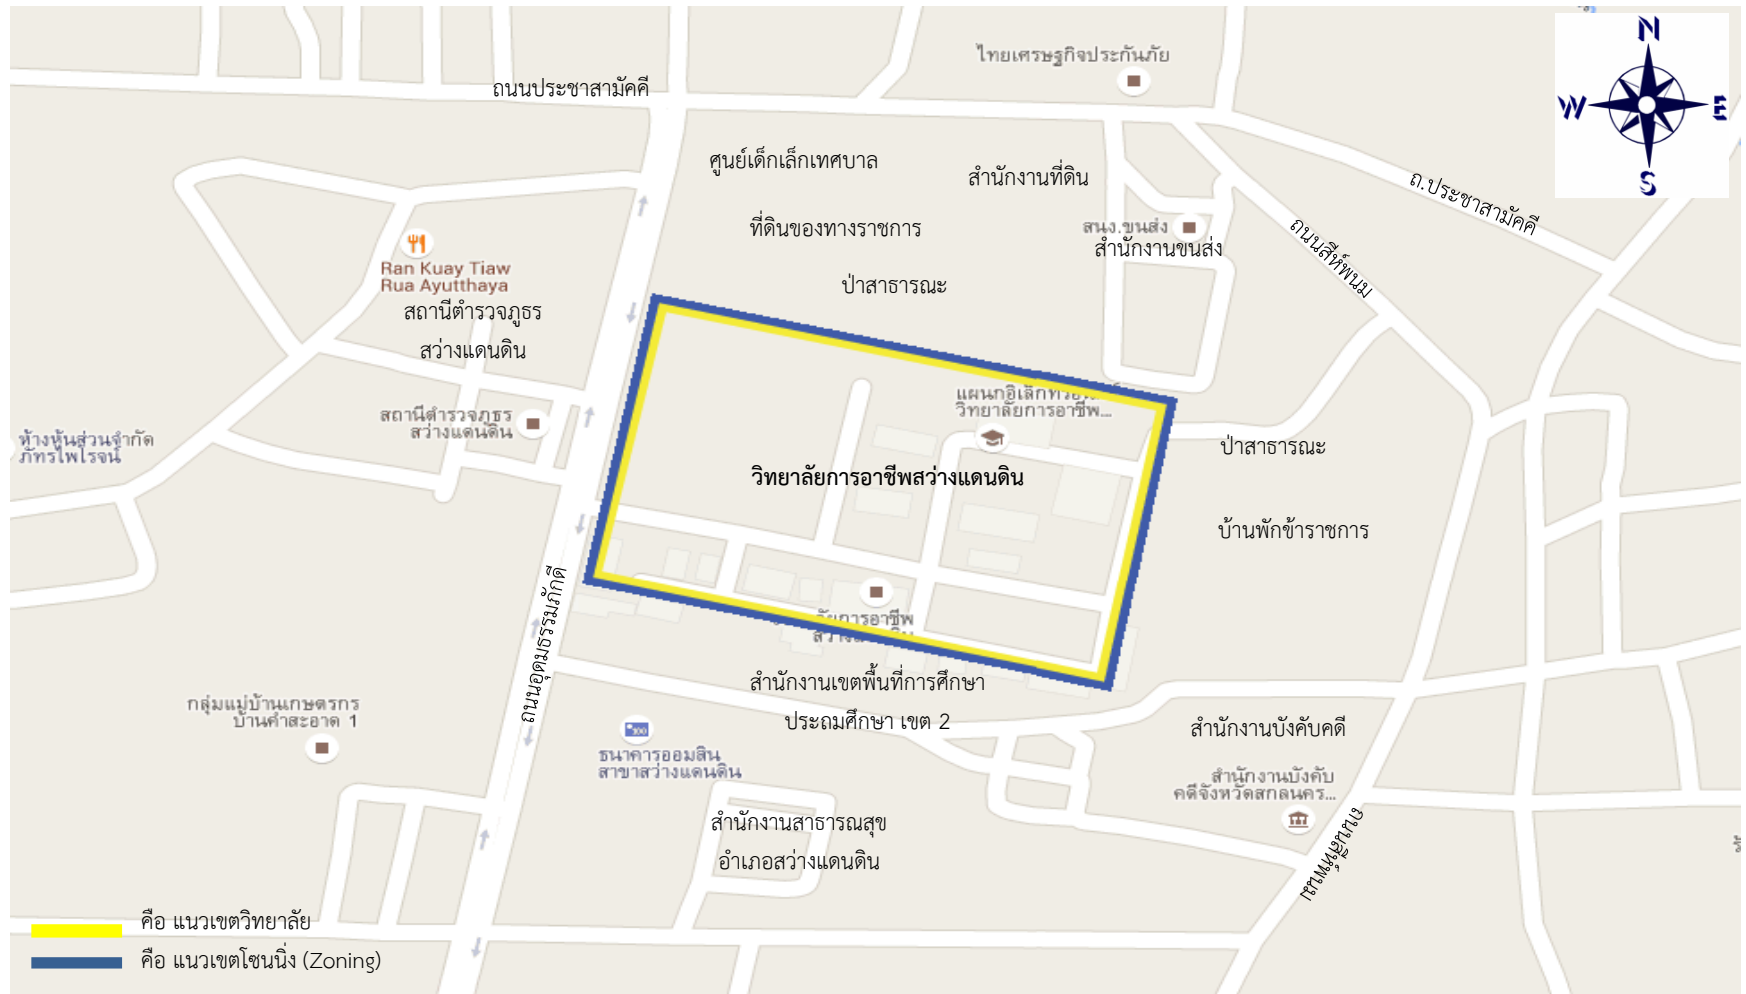 N
ไทยเศรษฐกิจประกันภัย
ถนนประชาสามัคคี
W
E
ศูนย์เด็กเล็กเทศบาล
สำนักงานที่ดิน
S
ถ.ประชาสามัคคี
ที่ดินของทางราชการ
สนง.ขนส่ง
สำนักงานขนส่ง
ถนนสีห์พนม
Ran Kuay Tiaw
Rua Ayutthaya
ป่าสาธารณะ
สถานีตำรวจภูธร
สว่างแดนดิน
วิทยาลัยการอาชีพ...
สถานีตำรวจภูธร
สว่างแดนดิน
ห้างหุ้นส่วนจำกัด
ภัทรไพโรจน์
ป่าสาธารณะ
วิทยาลัยการอาชีพสว่างแดนดิน
บ้านพักข้าราชการ
ถนนอุดมธรรมภักดี
สำนักงานเขตพื้นที่การศึกษา
ประถมศึกษา เขต 2
กลุ่มแม่บ้านเกษตรกร
บ้านคำสะอาด 1
สำนักงานบังคับคดี
ธนาคารออมสิน
สาขาสว่างแดนดิน
สำนักงานบังคับ
คดีจังหวัดสกลนคร...
สำนักงานสาธารณสุข
อำเภอสว่างแดนดิน
ถนนสีห์พนม
คือ แนวเขตวิทยาลัย
คือ แนวเขตโซนนิ่ง (Zoning)